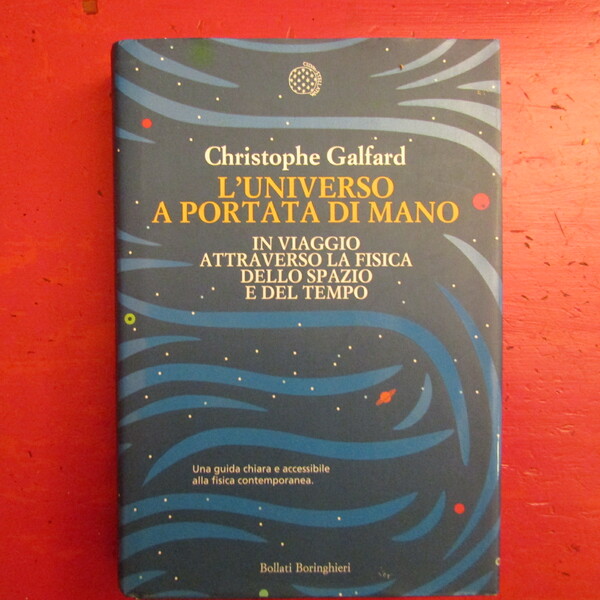 Christophe Galfard
L'UNIVERSO
A PORTATA DI MANO
IN VIAGGIO
ATTRAVERSO LA FISICA
DELLO SPAZIO
E DEL TEMPO
Una guida chiara e accessibile
alla fisica contemporanea.
Bollati Boringhieri